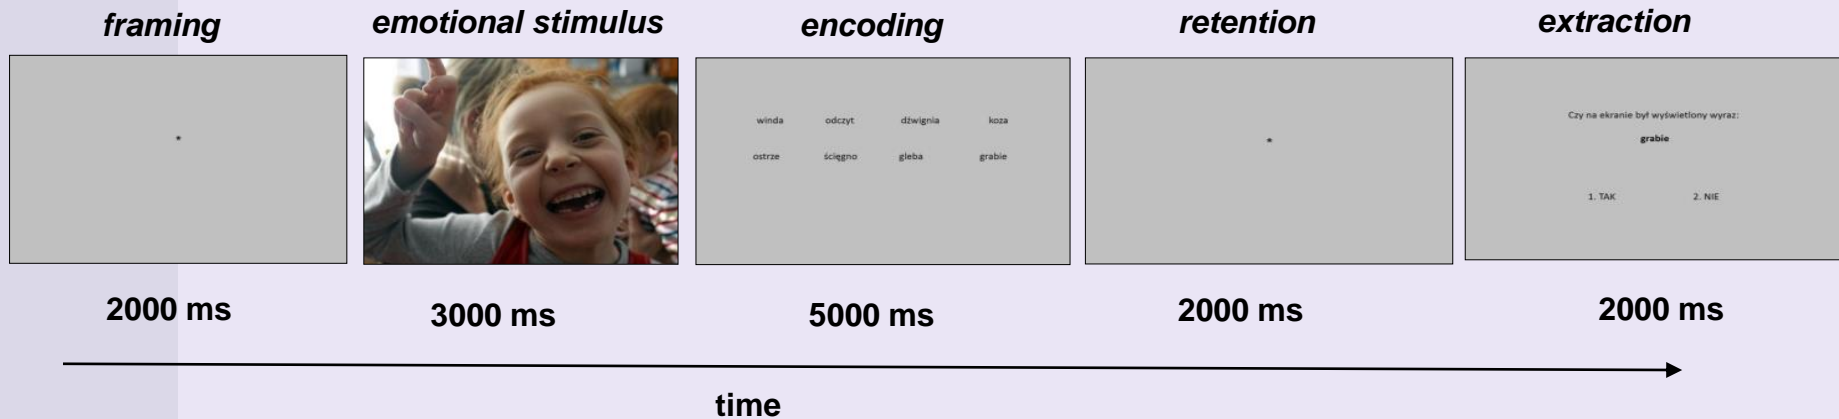 framing emotional stimulus encoding retention extraction
*
winda odczyt dźwignia koza
ostrze ścięgno gleba grabie
*
Czy na ekranie był wyświetlony wyraz:
grabie
1. TAK 2. NIE
2000 ms 3000 ms 5000 ms 2000 ms 2000 ms
time